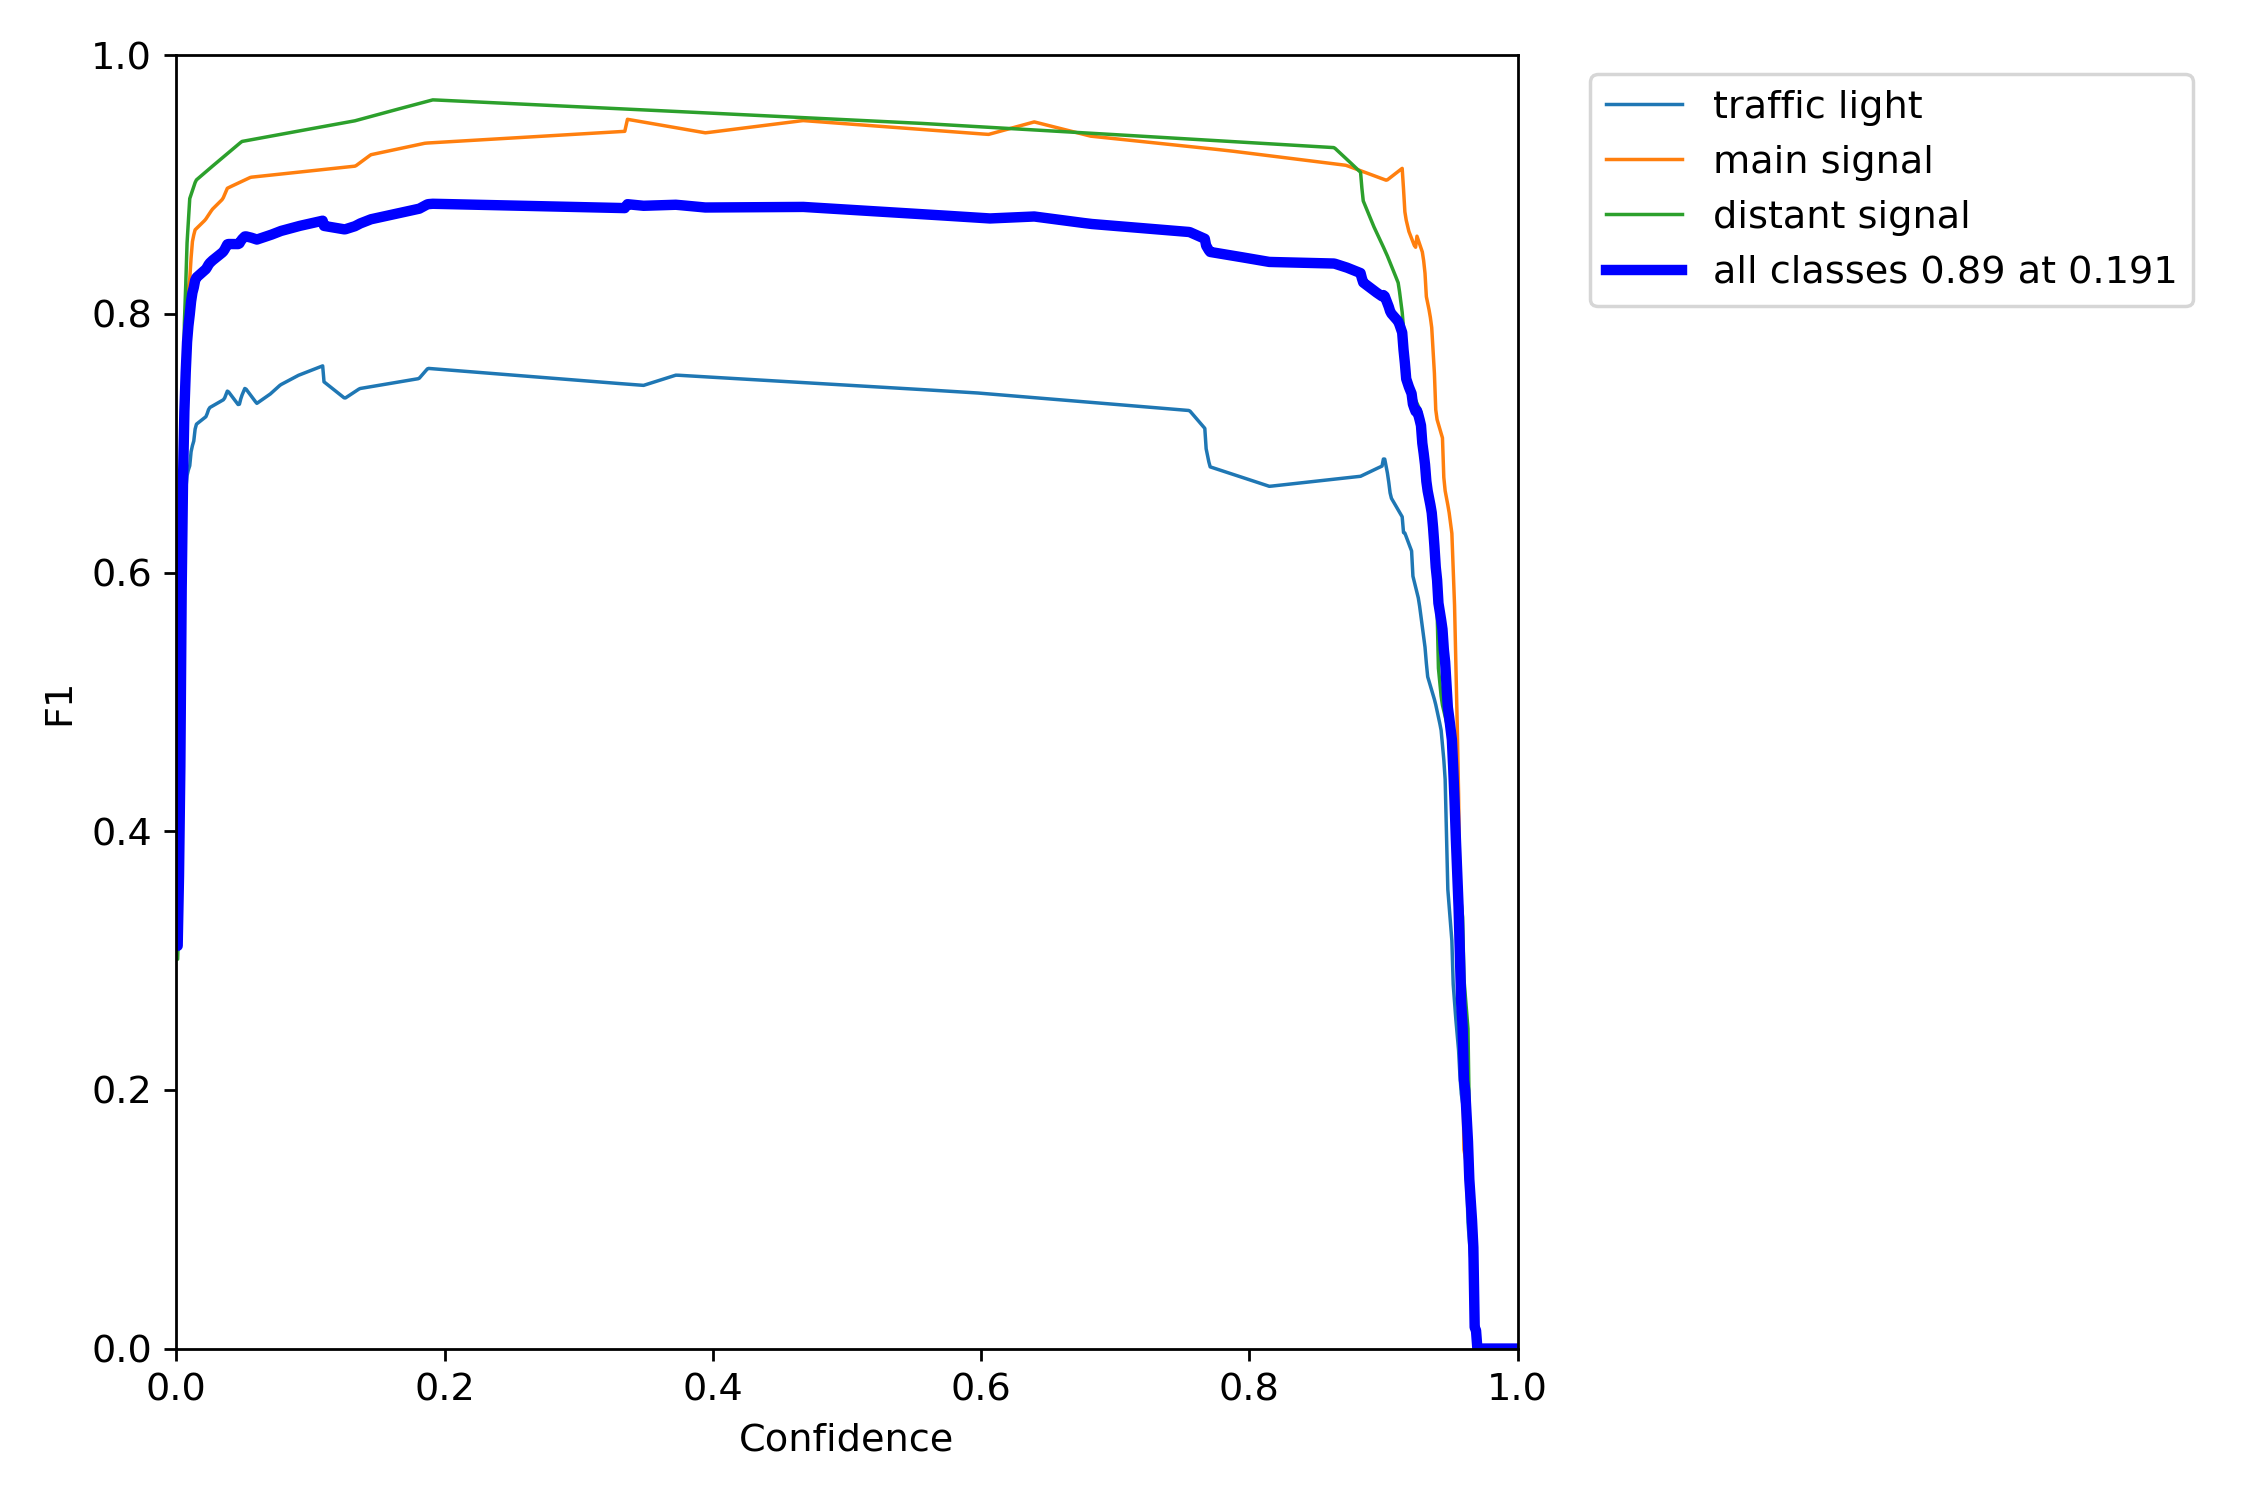 1.0
0.8
0.6
0.4
0.2
0.0
F1
0.0 0.2 0.4 0.6 0.8 1.0
Confidence
traffic light
main signal
distant signal
all classes 0.89 at 0.191